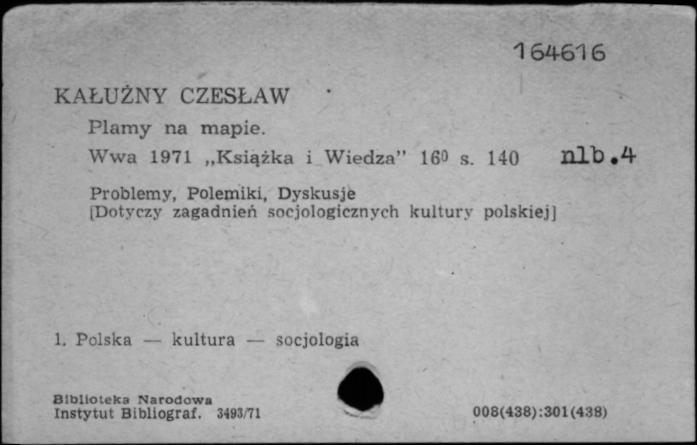 164616
KAŁUŻNY CZESŁAW
Plamy na mapie.
Wwa 1971 „Książka i Wiedza” 16⁰ s. 140 nlb.4
Problemy, Polemiki, Dyskusje
[Dotyczy zagadnień socjologicznych kultury polskiej]
1. Polska — kultura — socjologia
Biblioteka Narodowa
Instytut Bibliograf. 3493/71 008(438):301(438)